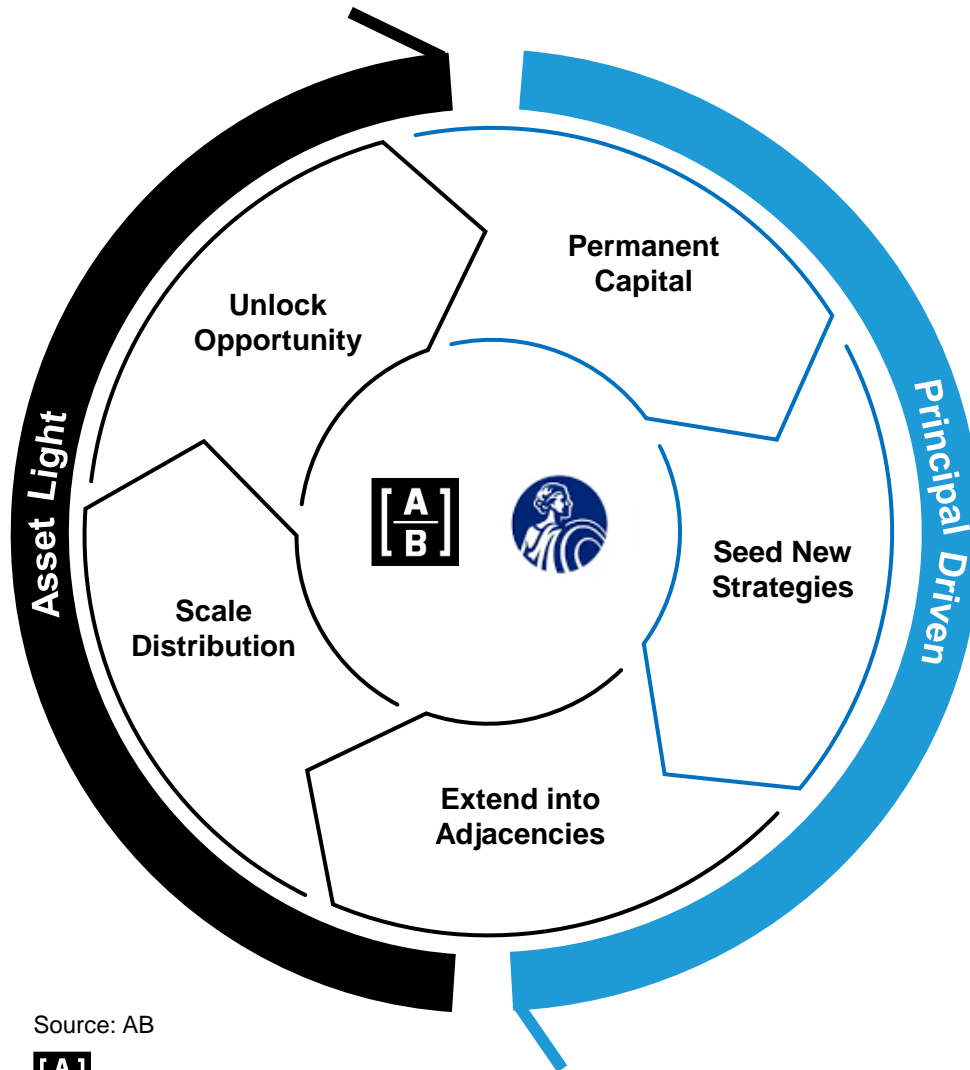 Permanent
Capital
Unlock
Opportunity
Asset Light
Principal Driven
[A]
[B]
Seed New
Strategies
Scale
Distribution
Extend into
Adjacencies
Source: AB
[A]